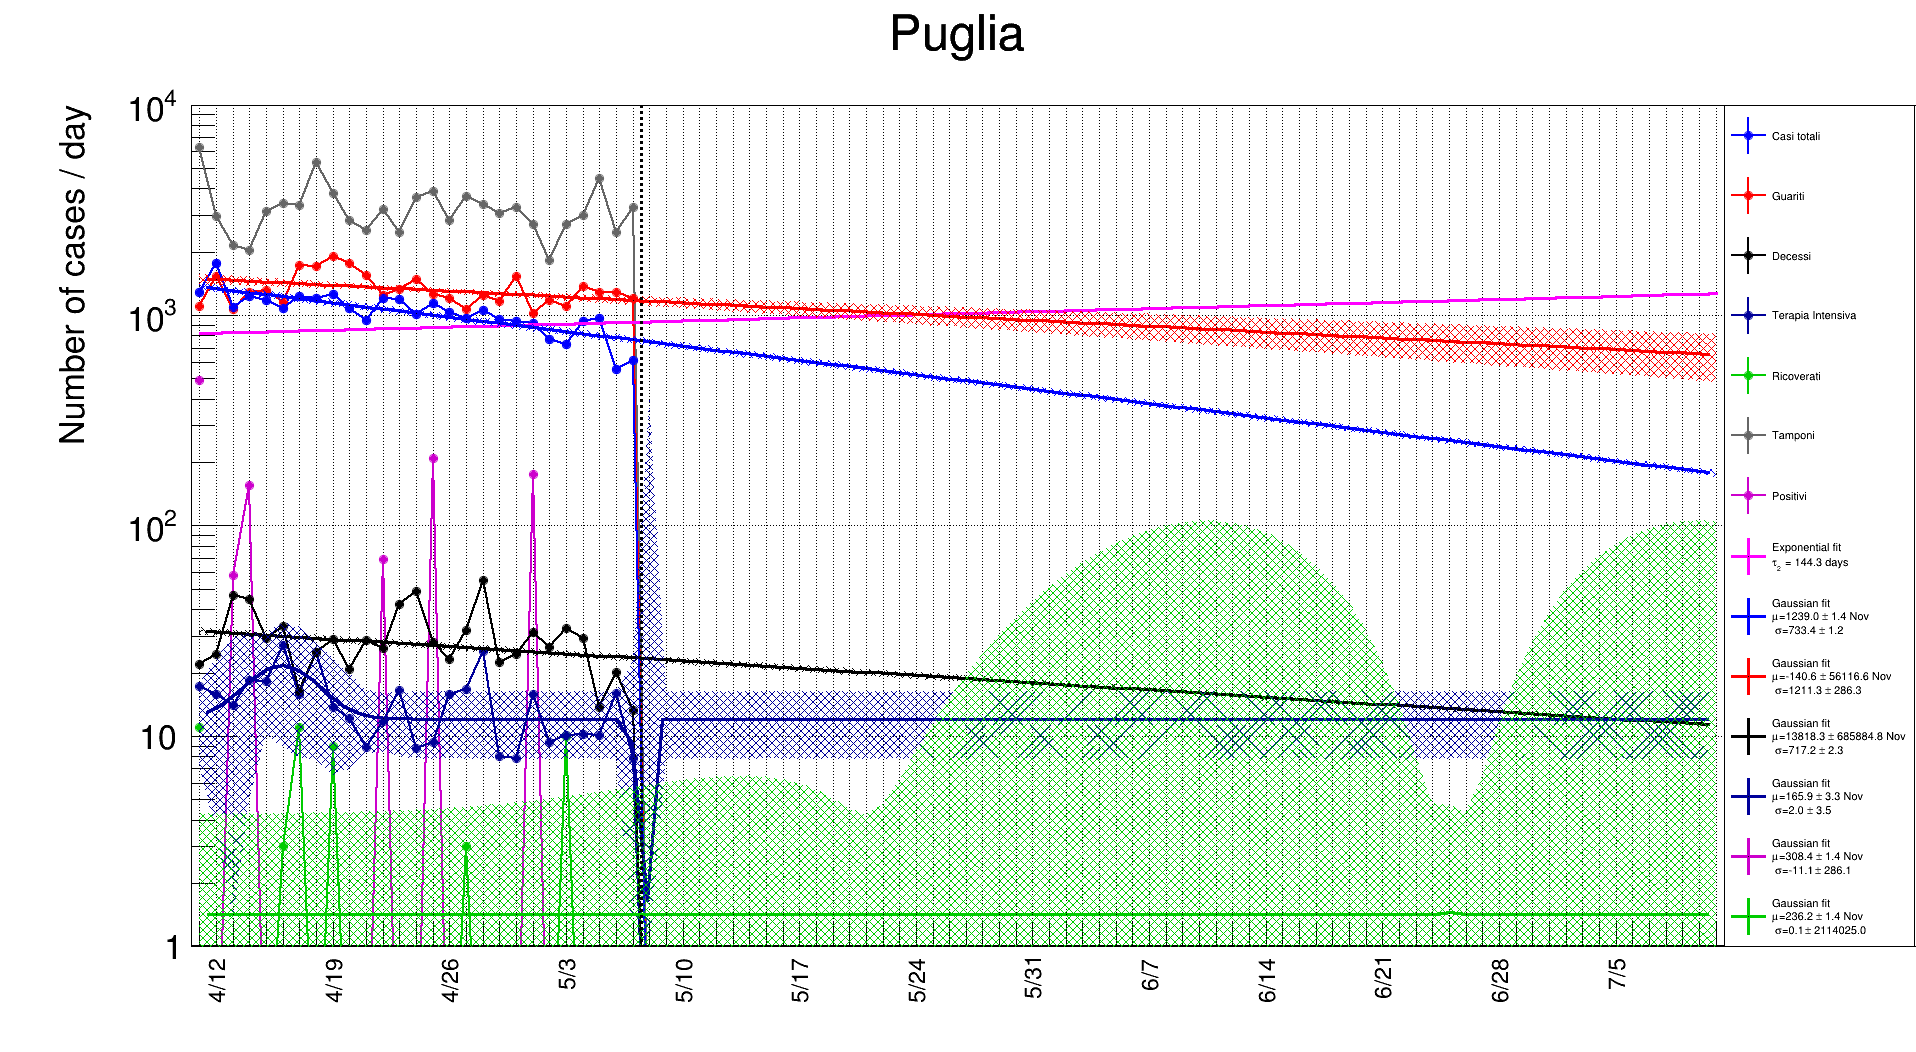 Puglia
Number of cases / day
10^4
10^3
10^2
10
1
4/12
4/19
4/26
5/3
5/10
5/17
5/24
5/31
6/7
6/14
6/21
6/28
7/5
Casi totali
Guariti
Decessi
Terapia Intensiva
Ricoverati
Tamponi
Positivi
Exponential fit
τ_2 = 144.3 days
Gaussian fit
μ=1239.0 ± 1.4 Nov
σ=733.4 ± 1.2
Gaussian fit
μ=-140.6 ± 56116.6 Nov
σ=1211.3 ± 286.3
Gaussian fit
μ=13818.3 ± 685884.8 Nov
σ=717.2 ± 2.3
Gaussian fit
μ=165.9 ± 3.3 Nov
σ=2.0 ± 3.5
Gaussian fit
μ=308.4 ± 1.4 Nov
σ=-11.1 ± 286.1
Gaussian fit
μ=236.2 ± 1.4 Nov
σ=0.1 ± 2114025.0